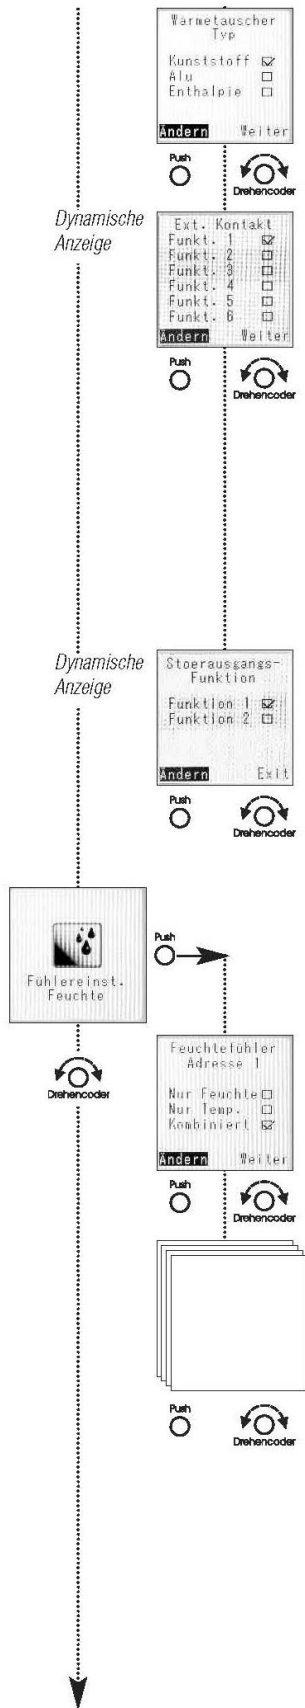 Wärmetauscher
Typ
Kunststoff
Alu
Enthalpie
Ändern Weiter
Push
Drehencoder
Dynamische
Anzeige
Ext. Kontakt
Funkt. 1
Funkt. 2
Funkt. 3
Funkt. 4
Funkt. 5
Funkt. 6
Ändern Weiter
Push
Drehencoder
Dynamische
Anzeige
Stoerausgangs-
Funktion
Funktion 1
Funktion 2
Ändern Exit
Push
Drehencoder
Fühlereinst.
Feuchte
Push
Drehencoder
Feuchtefühler
Adresse 1
Nur Feuchte
Nur Temp.
Kombiniert
Ändern Weiter
Push
Drehencoder
Push
Drehencoder